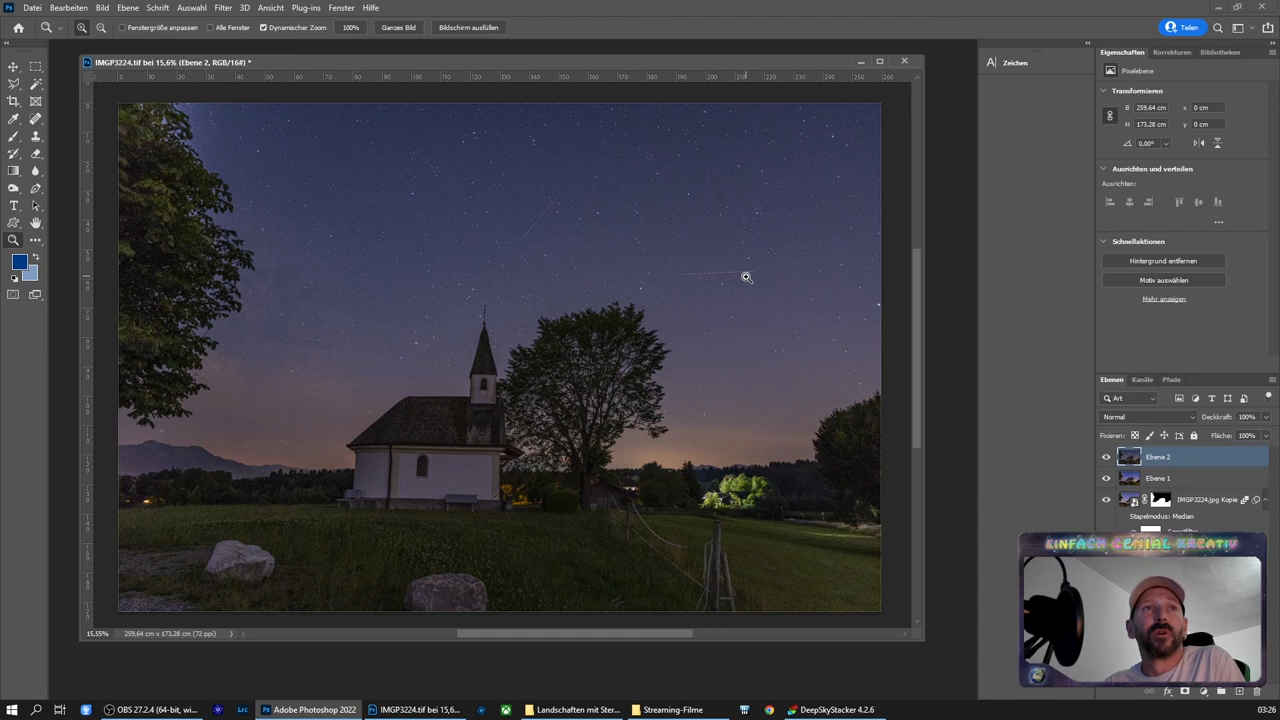 Datei Bearbeiten Bild Ebene Schrift Auswahl Filter 3D Ansicht Plug-ins Fenster Hilfe
Fenstergröße anpassen Alle Fenster Dynamischer Zoom 100% Ganzes Bild Bildschirm ausfüllen Teilen
IMGP3224.tif bei 15,6% (Ebene 2, RGB/16#) *
Zeichen
Eigenschaften Korrekturen Bibliotheken
Pixelebene
Transformieren
B 259,64 cm x 0 cm
H 173,28 cm y 0 cm
0,00°
Ausrichten und verteilen
Ausrichten:
Schnellaktionen
Hintergrund entfernen
Motiv auswählen
Mehr anzeigen
Ebenen Kanäle Pfade
Art
Normal Deckkraft: 100%
Fixieren: Fläche: 100%
Ebene 2
Ebene 1
IMGP3224.jpg Kopie
Stapelmodus: Median
EINFACH GENIAL KREATIV
15,55% 259,64 cm x 173,28 cm (72 ppi)
OBS 27.2.4 (64-bit, wi... Adobe Photoshop 2022 IMGP3224.tif bei 15,6... Landschaften mit Ster... Streaming-Filme DeepSkyStacker 4.2.6 03:26